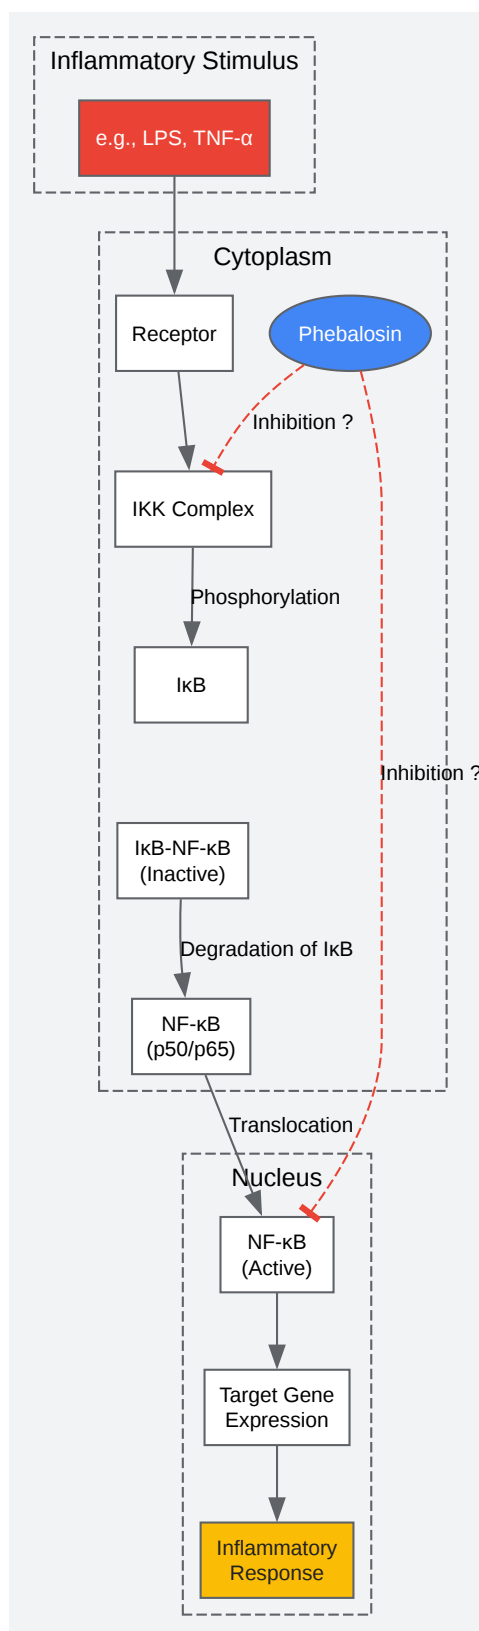 Inflammatory Stimulus
e.g., LPS, TNF-α
Cytoplasm
Receptor
Phebalosin
Inhibition ?
IKK Complex
Phosphorylation
IκB
Inhibition ?
IκB-NF-κB
(Inactive)
Degradation of IκB
NF-κB
(p50/p65)
Translocation
Nucleus
NF-κB
(Active)
Target Gene
Expression
Inflammatory
Response